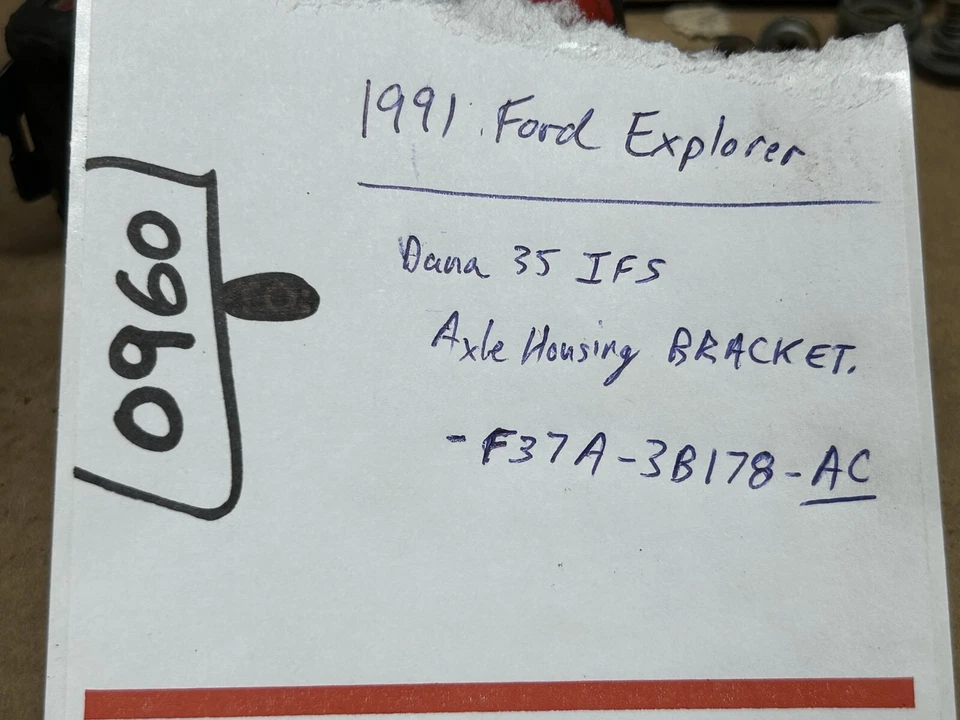 1991 Ford Explorer
Dana 35 IFS
Axle Housing BRACKET.
-F37A-3B178-AC
0960